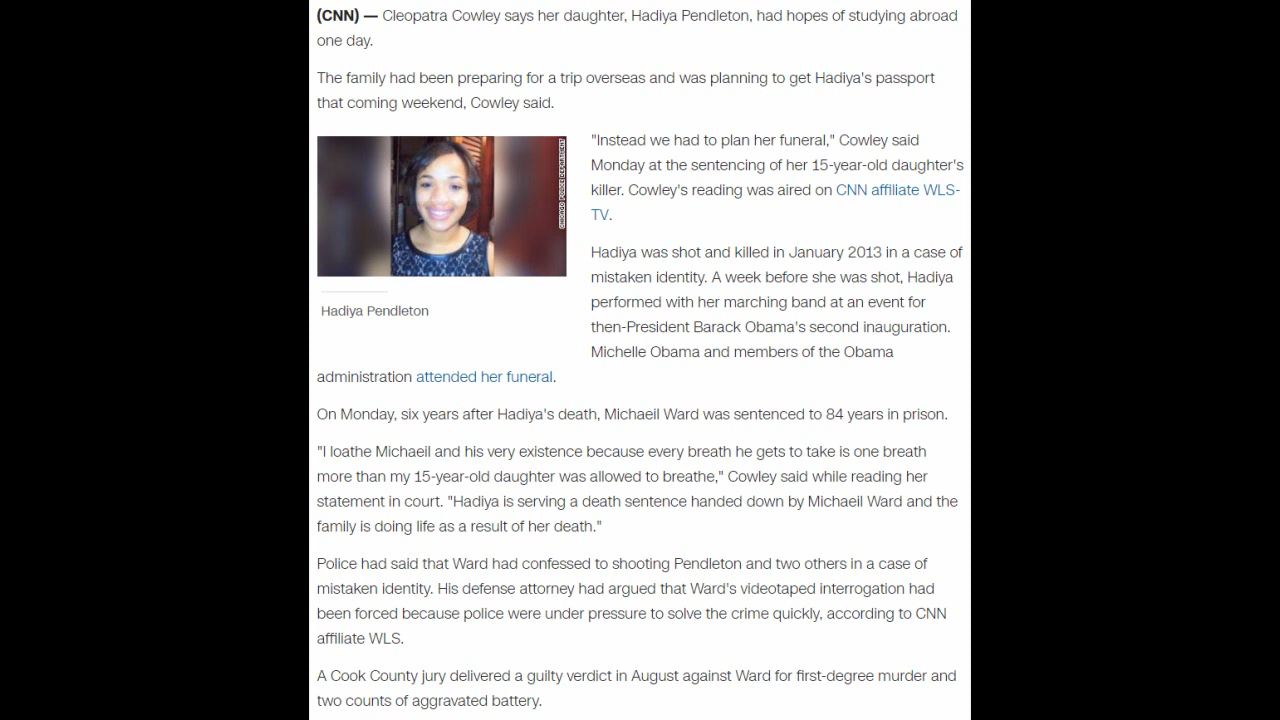 (CNN) — Cleopatra Cowley says her daughter, Hadiya Pendleton, had hopes of studying abroad
one day.
The family had been preparing for a trip overseas and was planning to get Hadiya's passport
that coming weekend, Cowley said.
CHICAGO POLICE DEPARTMENT
Hadiya Pendleton
"Instead we had to plan her funeral," Cowley said
Monday at the sentencing of her 15-year-old daughter's
killer. Cowley's reading was aired on CNN affiliate WLS-
TV.
Hadiya was shot and killed in January 2013 in a case of
mistaken identity. A week before she was shot, Hadiya
performed with her marching band at an event for
then-President Barack Obama's second inauguration.
Michelle Obama and members of the Obama
administration attended her funeral.
On Monday, six years after Hadiya's death, Michaeil Ward was sentenced to 84 years in prison.
"I loathe Michaeil and his very existence because every breath he gets to take is one breath
more than my 15-year-old daughter was allowed to breathe," Cowley said while reading her
statement in court. "Hadiya is serving a death sentence handed down by Michaeil Ward and the
family is doing life as a result of her death."
Police had said that Ward had confessed to shooting Pendleton and two others in a case of
mistaken identity. His defense attorney had argued that Ward's videotaped interrogation had
been forced because police were under pressure to solve the crime quickly, according to CNN
affiliate WLS.
A Cook County jury delivered a guilty verdict in August against Ward for first-degree murder and
two counts of aggravated battery.